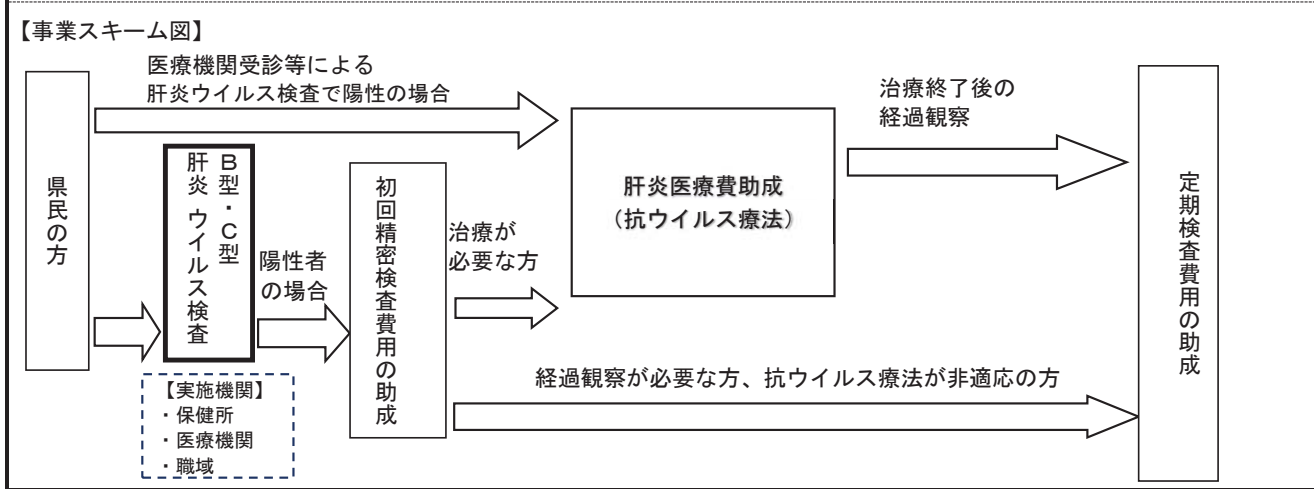 【事業スキーム図】
医療機関受診等による
肝炎ウイルス検査で陽性の場合
県民の方
B型・C型
肝炎 ウイルス検査
陽性者
の場合
【実施機関】
・保健所
・医療機関
・職域
初回精密検査費用の助成
治療が
必要な方
肝炎医療費助成
（抗ウイルス療法）
治療終了後の
経過観察
経過観察が必要な方、抗ウイルス療法が非適応の方
定期検査費用の助成